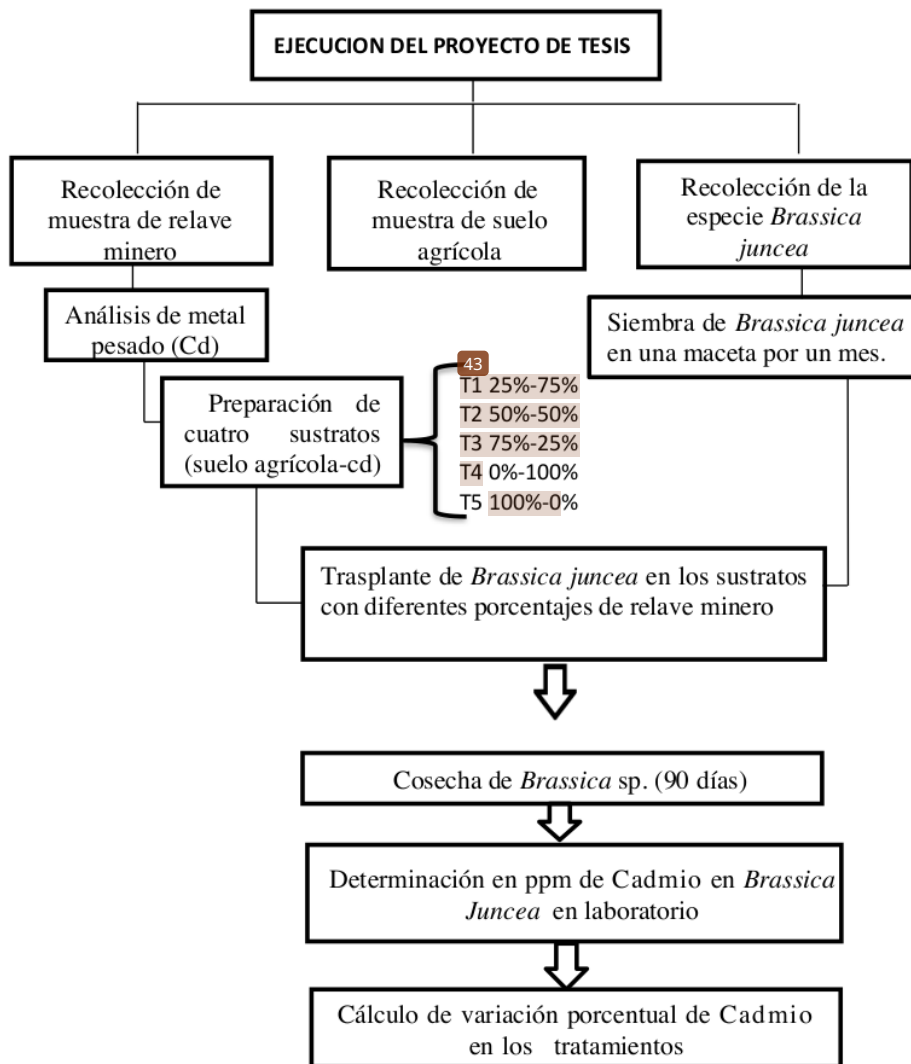 EJECUCION DEL PROYECTO DE TESIS
Recolección de
muestra de relave
minero
Recolección de
muestra de suelo
agrícola
Recolección de la
especie Brassica
juncea
Análisis de metal
pesado (Cd)
Siembra de Brassica juncea
en una maceta por un mes.
Preparación de
cuatro sustratos
(suelo agrícola-cd)
43
T1 25%-75%
T2 50%-50%
T3 75%-25%
T4 0%-100%
T5 100%-0%
Trasplante de Brassica juncea en los sustratos
con diferentes porcentajes de relave minero
Cosecha de Brassica sp. (90 días)
Determinación en ppm de Cadmio en Brassica
Juncea en laboratorio
Cálculo de variación porcentual de Cadmio
en los tratamientos